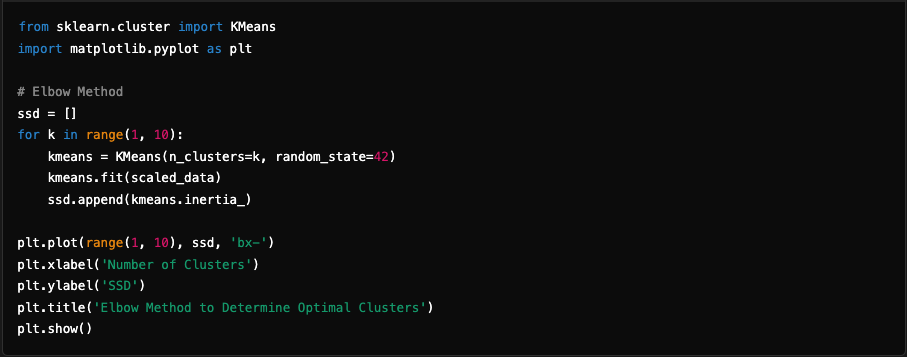 from sklearn.cluster import KMeans
import matplotlib.pyplot as plt

# Elbow Method
ssd = []
for k in range(1, 10):
    kmeans = KMeans(n_clusters=k, random_state=42)
    kmeans.fit(scaled_data)
    ssd.append(kmeans.inertia_)

plt.plot(range(1, 10), ssd, 'bx-')
plt.xlabel('Number of Clusters')
plt.ylabel('SSD')
plt.title('Elbow Method to Determine Optimal Clusters')
plt.show()